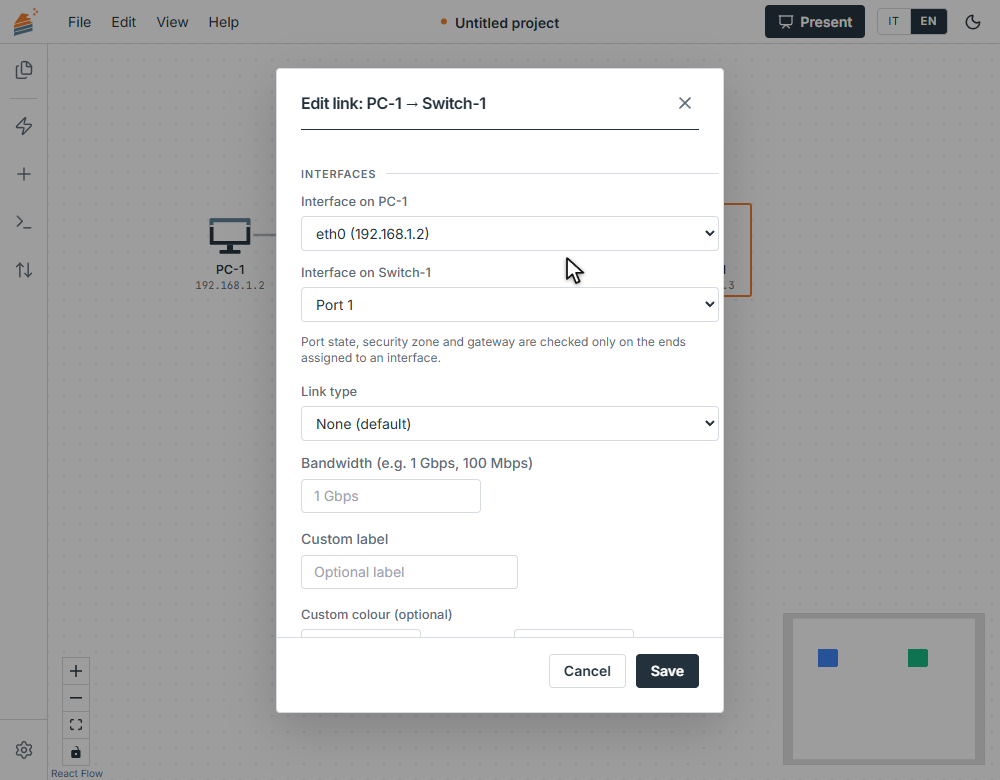 File Edit View Help
Untitled project
Present
IT EN
Edit link: PC-1 → Switch-1
INTERFACES
Interface on PC-1
eth0 (192.168.1.2)
Interface on Switch-1
Port 1
Port state, security zone and gateway are checked only on the ends
assigned to an interface.
Link type
None (default)
Bandwidth (e.g. 1 Gbps, 100 Mbps)
1 Gbps
Custom label
Optional label
Custom colour (optional)
Cancel Save
PC-1
192.168.1.2
.3
React Flow